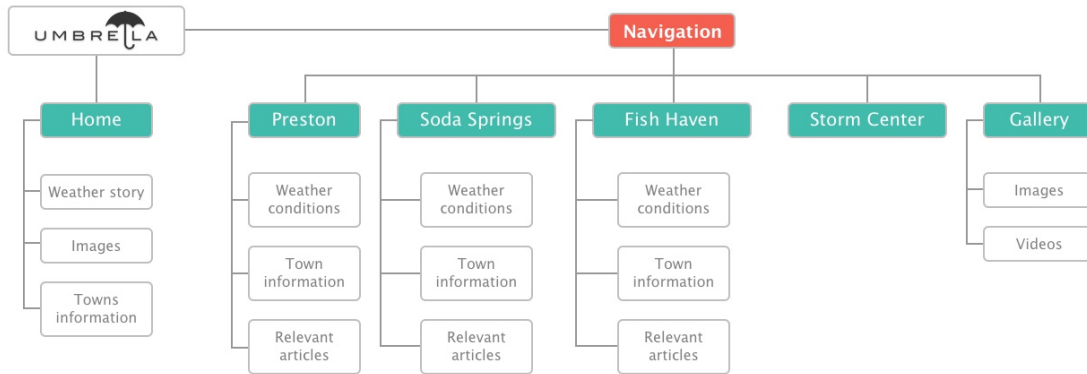 UMBRELLA
Navigation
Home
Preston
Soda Springs
Fish Haven
Storm Center
Gallery
Weather story
Images
Towns
information
Weather
conditions
Town
information
Relevant
articles
Weather
conditions
Town
information
Relevant
articles
Weather
conditions
Town
information
Relevant
articles
Images
Videos